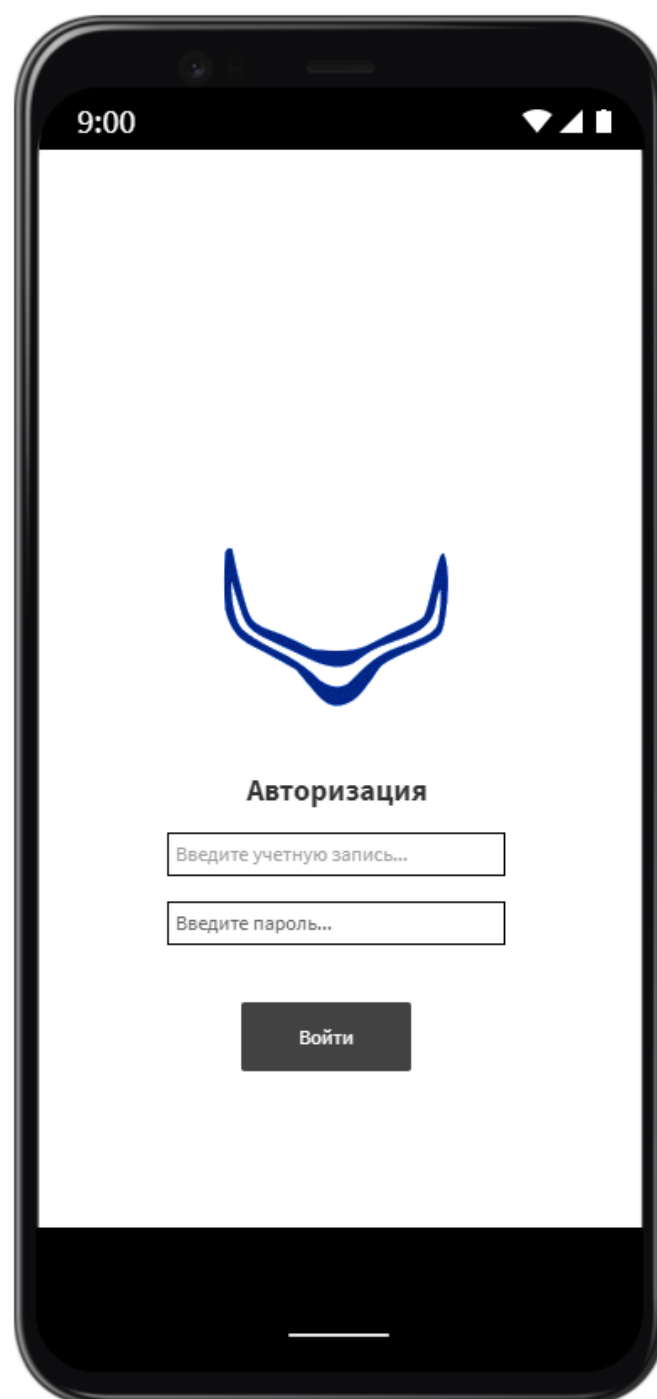 9:00
Авторизация
Введите учетную запись...
Введите пароль...
Войти